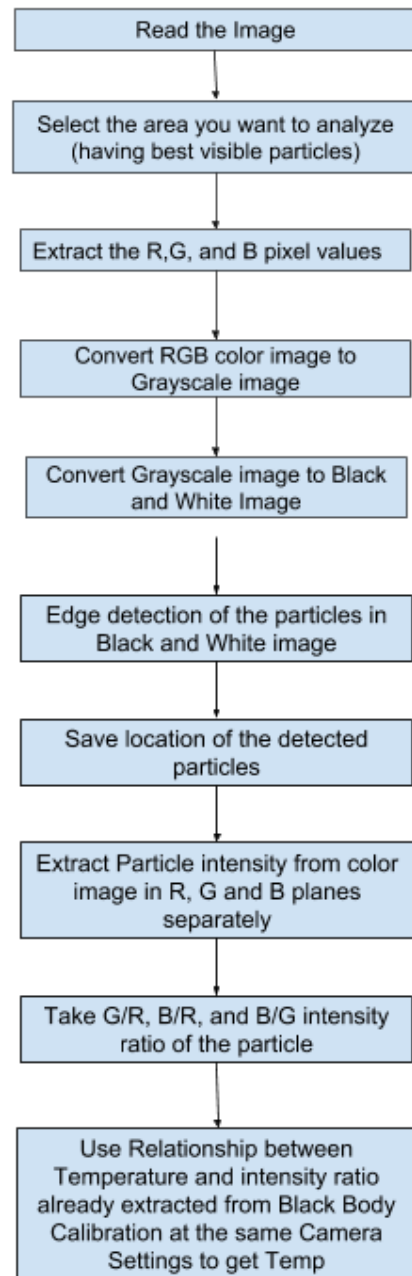 Read the Image
Select the area you want to analyze
(having best visible particles)
Extract the R,G, and B pixel values
Convert RGB color image to
Grayscale image
Convert Grayscale image to Black
and White Image
Edge detection of the particles in
Black and White image
Save location of the detected
particles
Extract Particle intensity from color
image in R, G and B planes
separately
Take G/R, B/R, and B/G intensity
ratio of the particle
Use Relationship between
Temperature and intensity ratio
already extracted from Black Body
Calibration at the same Camera
Settings to get Temp